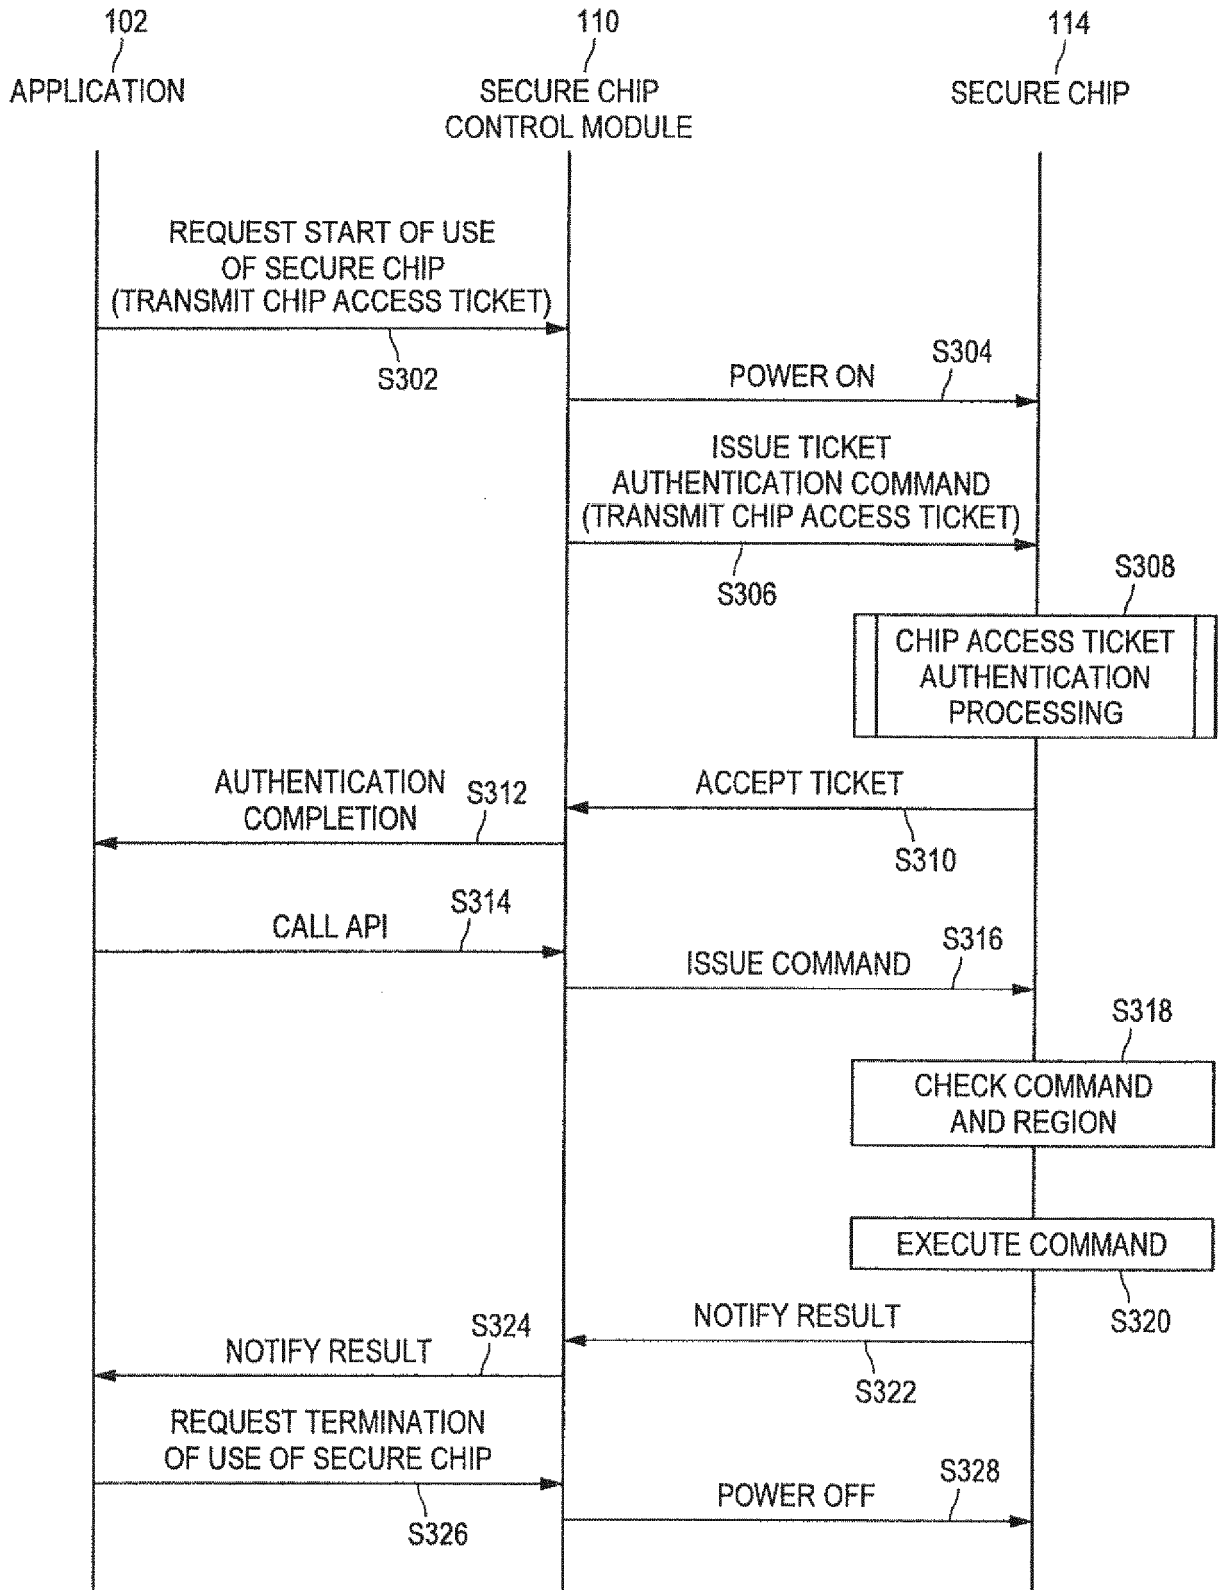 102
110
114
APPLICATION
SECURE CHIP
CONTROL MODULE
SECURE CHIP
REQUEST START OF USE
OF SECURE CHIP
(TRANSMIT CHIP ACCESS TICKET)
S302
S304
POWER ON
ISSUE TICKET
AUTHENTICATION COMMAND
(TRANSMIT CHIP ACCESS TICKET)
S306
S308
CHIP ACCESS TICKET
AUTHENTICATION
PROCESSING
ACCEPT TICKET
S310
AUTHENTICATION
COMPLETION
S312
S314
CALL API
S316
ISSUE COMMAND
S318
CHECK COMMAND
AND REGION
EXECUTE COMMAND
S320
NOTIFY RESULT
S322
S324
NOTIFY RESULT
REQUEST TERMINATION
OF USE OF SECURE CHIP
S326
S328
POWER OFF